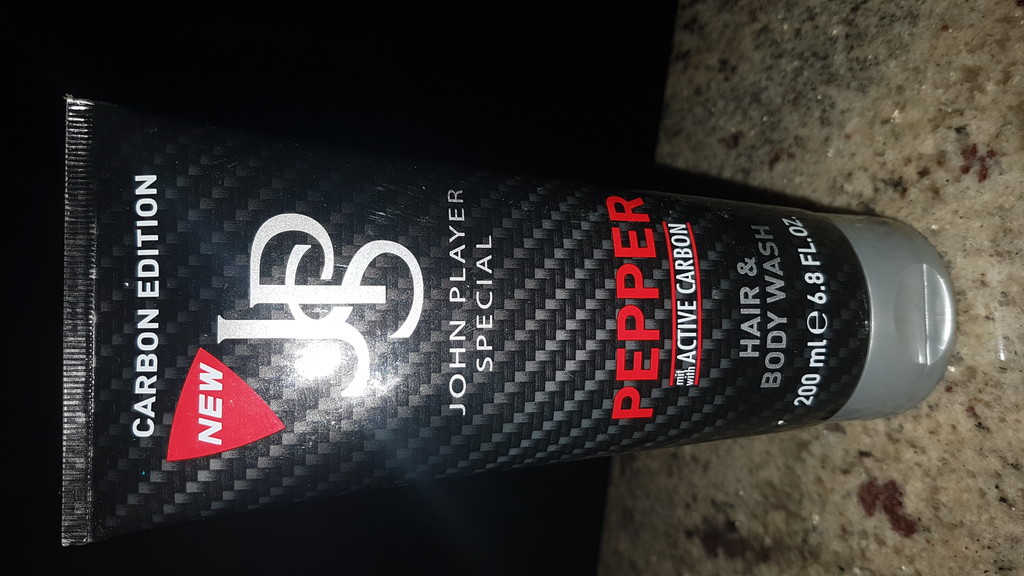 CARBON EDITION
NEW
JPS
JOHN PLAYER
SPECIAL
PEPPER
mit
with ACTIVE CARBON
HAIR &
BODY WASH
200 ml e 6.8 FL.OZ.